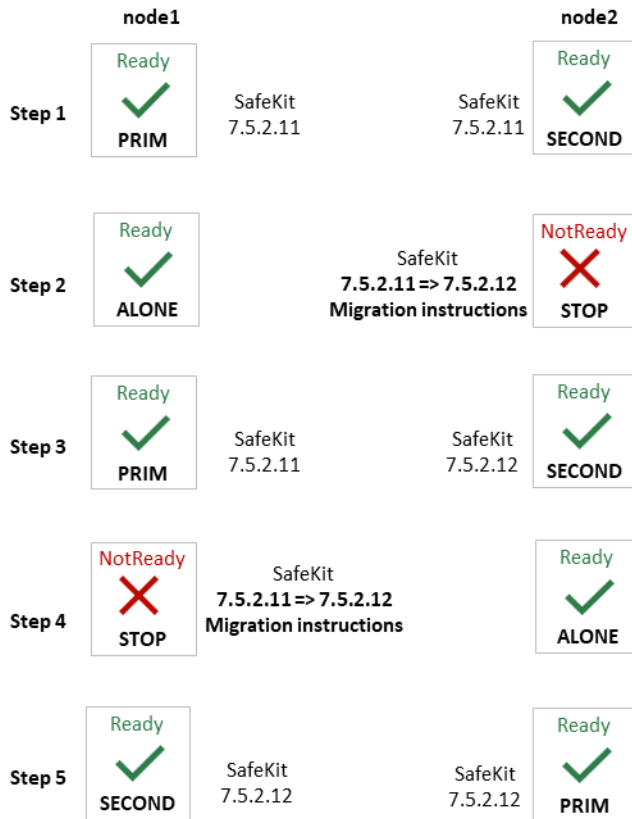 node1
node2
Step 1
Ready
PRIM
SafeKit
7.5.2.11
SafeKit
7.5.2.11
Ready
SECOND
Step 2
Ready
ALONE
SafeKit
7.5.2.11 => 7.5.2.12
Migration instructions
NotReady
STOP
Step 3
Ready
PRIM
SafeKit
7.5.2.11
SafeKit
7.5.2.12
Ready
SECOND
Step 4
NotReady
STOP
SafeKit
7.5.2.11 => 7.5.2.12
Migration instructions
Ready
ALONE
Step 5
Ready
SECOND
SafeKit
7.5.2.12
SafeKit
7.5.2.12
Ready
PRIM